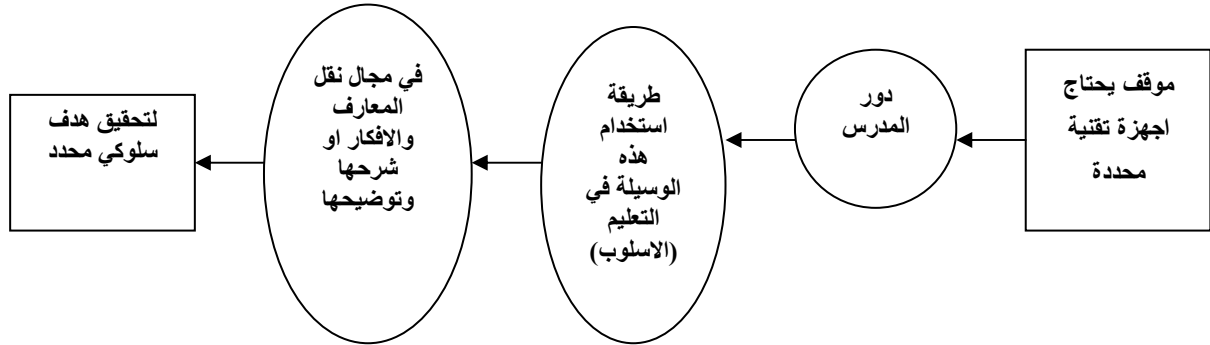 موقف يحتاج
اجهزة تقنية
محددة
دور
المدرس
طريقة
استخدام
هذه
الوسيلة في
التعليم
(الاسلوب)
في مجال نقل
المعارف
والافكار او
شرحها
وتوضيحها
لتحقيق هدف
سلوكي محدد